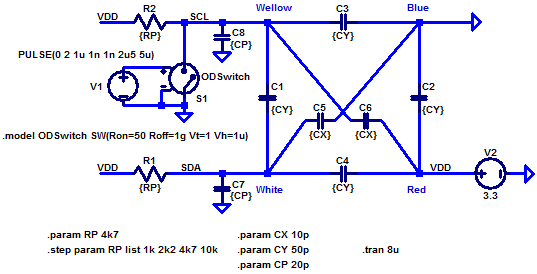 VDD R2 SCL Wellow C3 Blue
{RP} C8 {CY}
{CP}
PULSE(0 2 1u 1n 1n 2u5 5u)
ODSwitch C1 C2
V1 S1 {CY} C5 C6 {CY}
{CX} {CX}
.model ODSwitch SW(Ron=50 Roff=1g Vt=1 Vh=1u)
VDD R1 SDA C4 VDD V2
{RP} C7 White {CY} Red 3.3
{CP}
.param RP 4k7 .param CX 10p
.step param RP list 1k 2k2 4k7 10k .param CY 50p .tran 8u
.param CP 20p